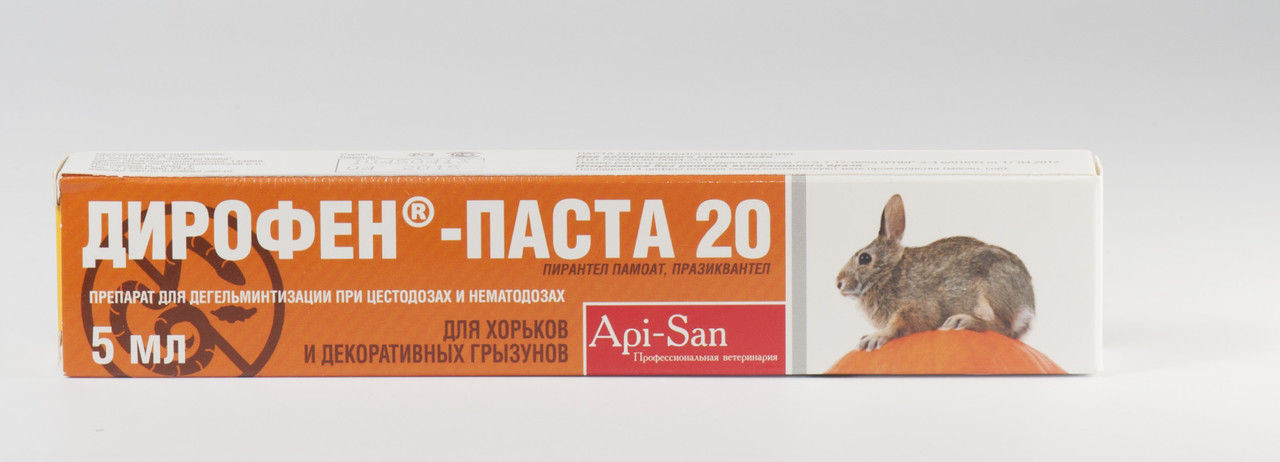 ДИРОФЕН®-ПАСТА 20
ПИРАНТЕЛ ПАМОАТ, ПРАЗИКВАНТЕЛ
ПРЕПАРАТ ДЛЯ ДЕГЕЛЬМИНТИЗАЦИИ ПРИ ЦЕСТОДОЗАХ И НЕМАТОДОЗАХ
5 мл
ДЛЯ ХОРЬКОВ
И ДЕКОРАТИВНЫХ ГРЫЗУНОВ
Api-San
Профессиональная ветеринария